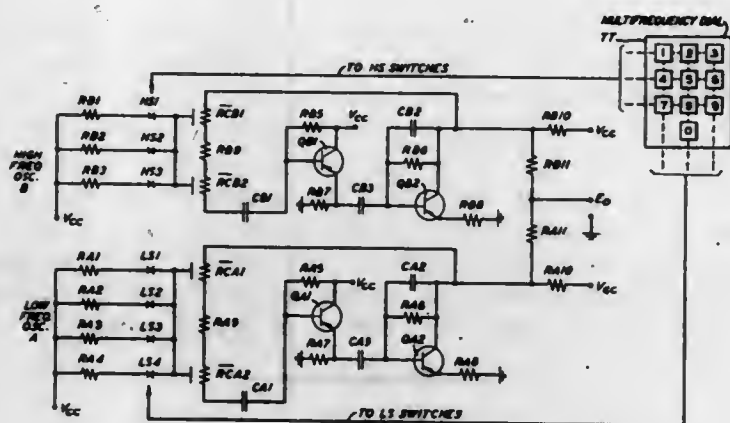 MULTIFREQUENCY DIAL
TT
1 2 3
4 5 6
7 8 9
0
TO HS SWITCHES
RB1 HS1
RB2 HS2
RB3 HS3
HIGH
FREQ.
OSC.
B
VCC
RCB1
RB9
RCB2
CB1
RB5
VCC
QB1
RB7
CB3
CB2
RB6
QB2
RB8
RB10
VCC
RB11
EO
RA11
RA10
VCC
RA1 LS1
RA2 LS2
RA3 LS3
RA4 LS4
LOW
FREQ.
OSC.
A
VCC
RCA1
RA9
RCA2
CA1
RA5
VCC
QA1
RA7
CA3
CA2
RA6
QA2
RA8
TO LS SWITCHES